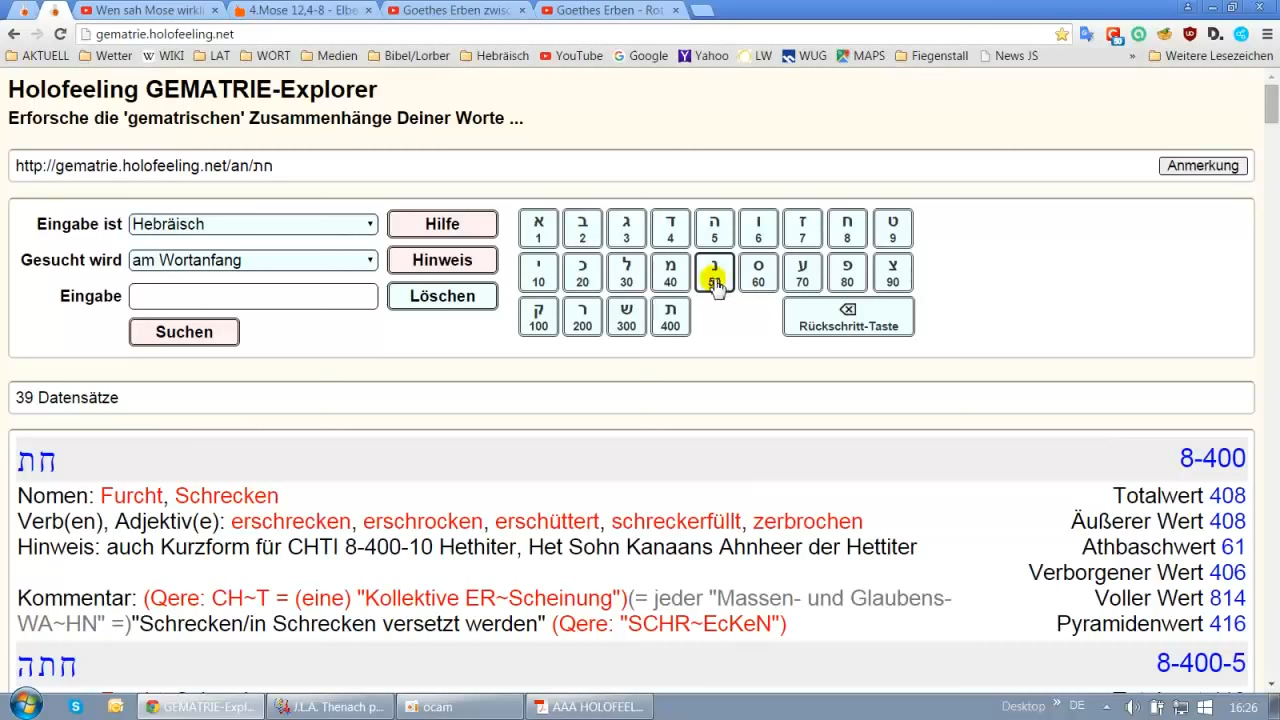 Wen sah Mose wirkli
4.Mose 12,4-8 - Elbe
Goethes Erben zwisc
Goethes Erben - Rot
gematrie.holofeeling.net
AKTUELL
Wetter
WIKI
LAT
WORT
Medien
Bibel/Lorber
Hebräisch
YouTube
Google
Yahoo
LW
WUG
MAPS
Fiegenstall
News JS
Weitere Lesezeichen
Holofeeling GEMATRIE-Explorer
Erforsche die 'gematrischen' Zusammenhänge Deiner Worte ...
http://gematrie.holofeeling.net/an/חת
Anmerkung
Eingabe ist Hebräisch Hilfe
Gesucht wird am Wortanfang Hinweis
Eingabe Löschen
Suchen
א ב ג ד ה ו ז ח ט
1 2 3 4 5 6 7 8 9
י כ ל מ נ ס ע פ צ
10 20 30 40 50 60 70 80 90
ק ר ש ת
100 200 300 400
Rückschritt-Taste
39 Datensätze
חת 8-400
Nomen: Furcht, Schrecken Totalwert 408
Verb(en), Adjektiv(e): erschrecken, erschrocken, erschüttert, schreckerfüllt, zerbrochen Äußerer Wert 408
Hinweis: auch Kurzform für CHTI 8-400-10 Hethiter, Het Sohn Kanaans Ahnheer der Hettiter Athbaschwert 61
Verborgener Wert 406
Kommentar: (Qere: CH~T = (eine) "Kollektive ER~Scheinung")(= jeder "Massen- und Glaubens- Voller Wert 814
WA~HN" =)"Schrecken/in Schrecken versetzt werden" (Qere: "SCHR~EcKeN") Pyramidenwert 416
חתה 8-400-5
GEMATRIE-Expl...
J.L.A. Thenach p...
ocam
AAA HOLOFEEL...
Desktop
DE
16:26